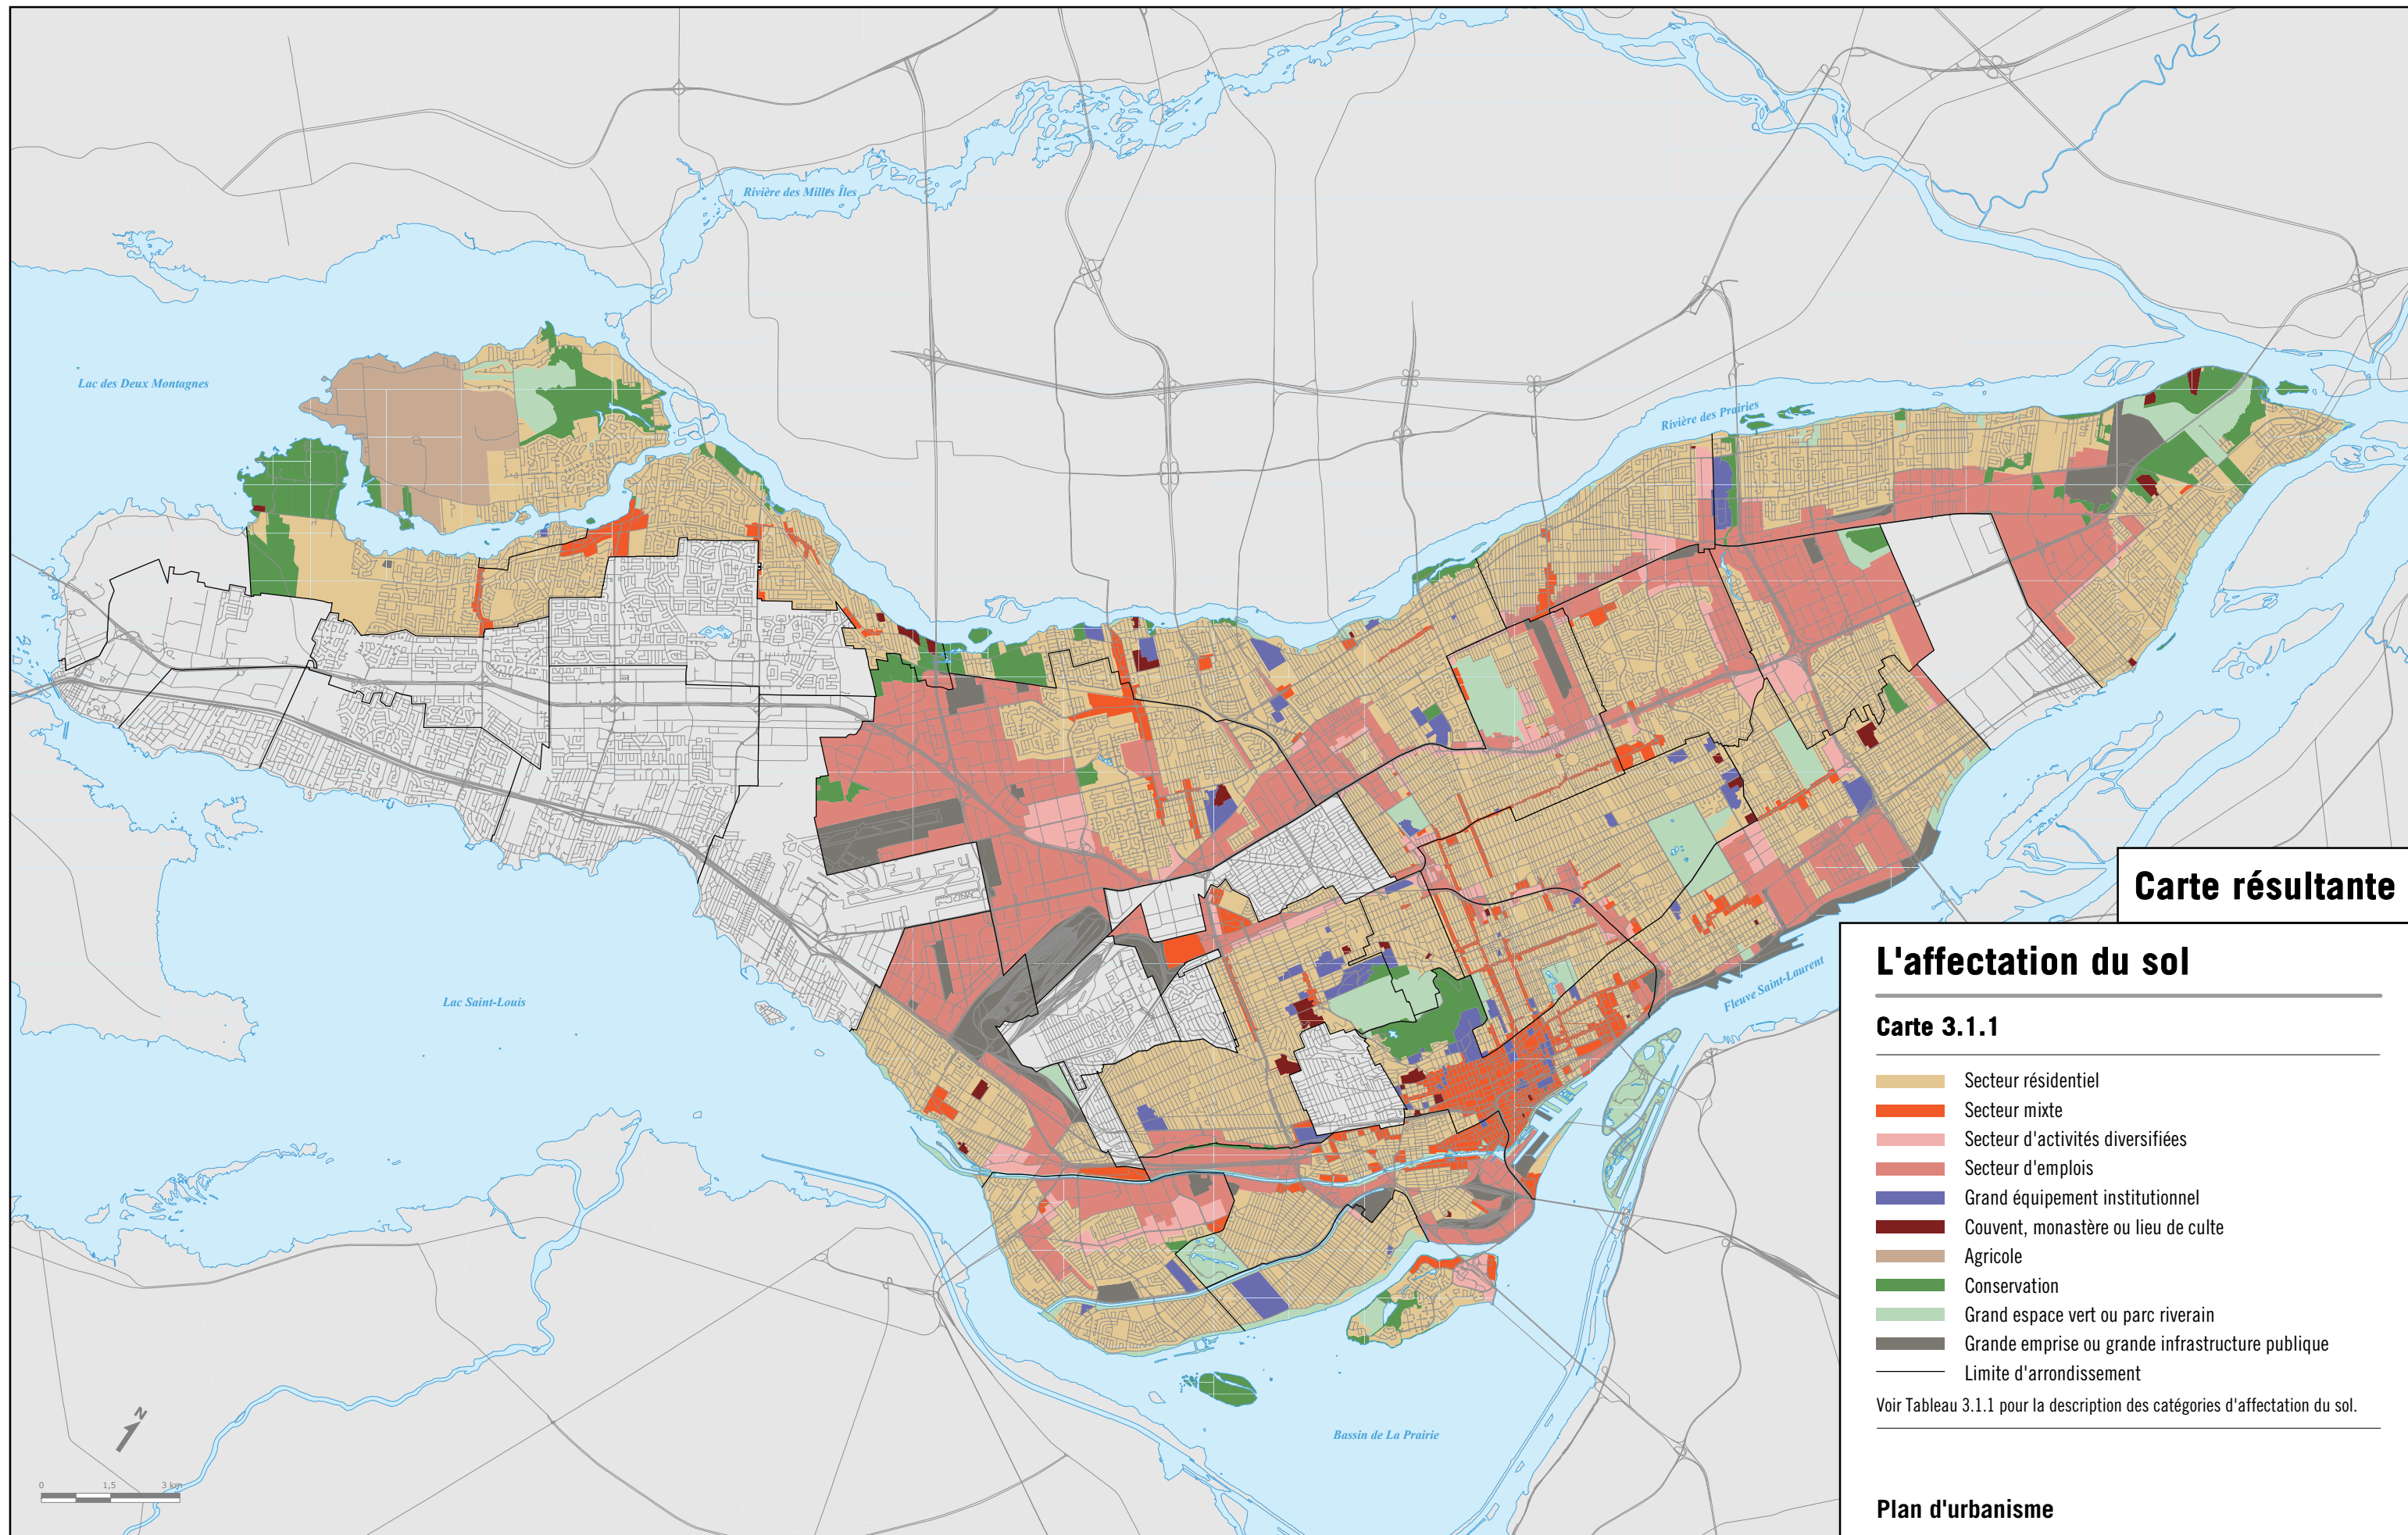 Rivière des Milles Îles
Lac des Deux Montagnes
Rivière des Prairies
Carte résultante
L'affectation du sol
Carte 3.1.1
Fleuve Saint-Laurent
Lac Saint-Louis
Secteur résidentiel
Secteur mixte
Secteur d'activités diversifiées
Secteur d'emplois
Grand équipement institutionnel
Couvent, monastère ou lieu de culte
Agricole
Conservation
Grand espace vert ou parc riverain
Grande emprise ou grande infrastructure publique
Limite d'arrondissement
Voir Tableau 3.1.1 pour la description des catégories d'affectation du sol.
Bassin de La Prairie
N
0 1,5 3 km
Plan d'urbanisme